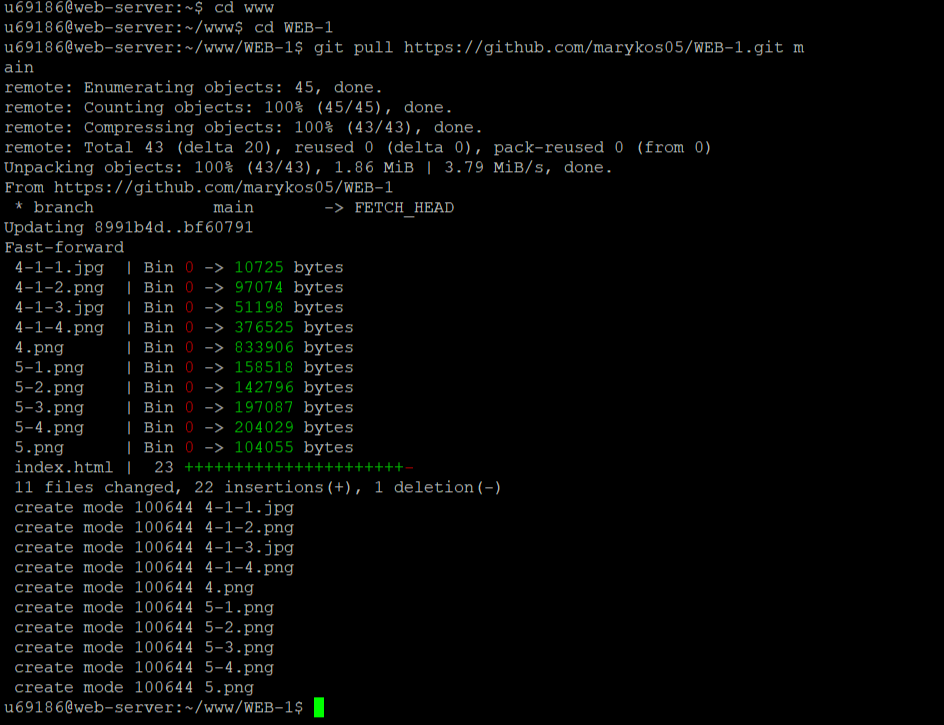 u69186@web-server:~$ cd www
u69186@web-server:~/www$ cd WEB-1
u69186@web-server:~/www/WEB-1$ git pull https://github.com/marykos05/WEB-1.git m
ain
remote: Enumerating objects: 45, done.
remote: Counting objects: 100% (45/45), done.
remote: Compressing objects: 100% (43/43), done.
remote: Total 43 (delta 20), reused 0 (delta 0), pack-reused 0 (from 0)
Unpacking objects: 100% (43/43), 1.86 MiB | 3.79 MiB/s, done.
From https://github.com/marykos05/WEB-1
 * branch            main       -> FETCH_HEAD
Updating 8991b4d..bf60791
Fast-forward
 4-1-1.jpg  | Bin 0 -> 10725 bytes
 4-1-2.png  | Bin 0 -> 97074 bytes
 4-1-3.jpg  | Bin 0 -> 51198 bytes
 4-1-4.png  | Bin 0 -> 376525 bytes
 4.png      | Bin 0 -> 833906 bytes
 5-1.png    | Bin 0 -> 158518 bytes
 5-2.png    | Bin 0 -> 142796 bytes
 5-3.png    | Bin 0 -> 197087 bytes
 5-4.png    | Bin 0 -> 204029 bytes
 5.png      | Bin 0 -> 104055 bytes
 index.html |  23 ++++++++++++++++++++++-
 11 files changed, 22 insertions(+), 1 deletion(-)
 create mode 100644 4-1-1.jpg
 create mode 100644 4-1-2.png
 create mode 100644 4-1-3.jpg
 create mode 100644 4-1-4.png
 create mode 100644 4.png
 create mode 100644 5-1.png
 create mode 100644 5-2.png
 create mode 100644 5-3.png
 create mode 100644 5-4.png
 create mode 100644 5.png
u69186@web-server:~/www/WEB-1$